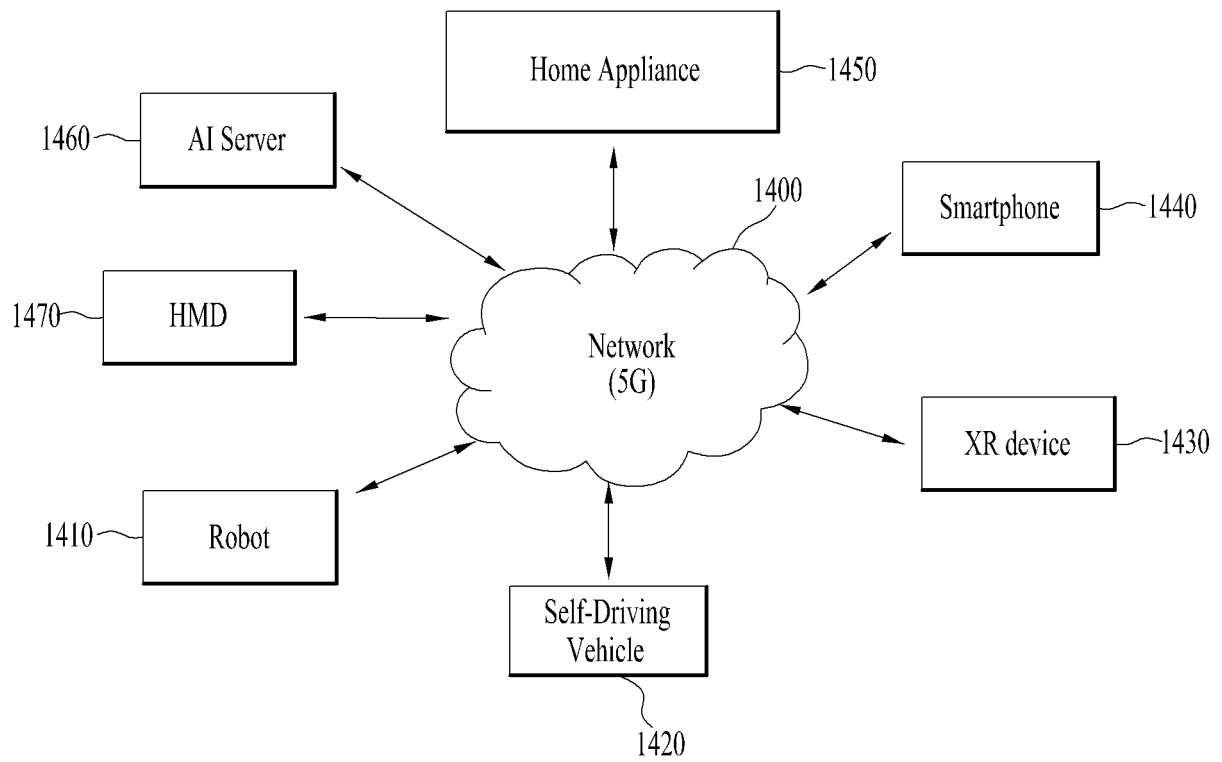 Home Appliance
1450
1460
AI Server
1400
Smartphone
1440
1470
HMD
Network
(5G)
XR device
1430
1410
Robot
Self-Driving
Vehicle
1420